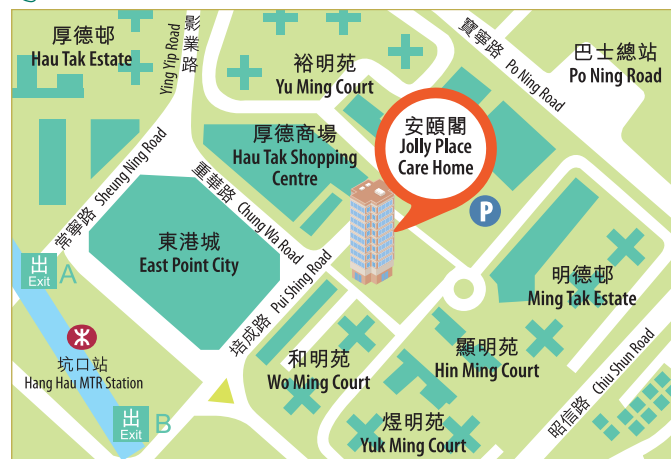 厚德邨
Hau Tak Estate
影業路
Ying Yip Road
裕明苑
Yu Ming Court
寶寧路 Po Ning Road
巴士總站
Po Ning Road
安頤閣
Jolly Place
Care Home
厚德商場
Hau Tak Shopping
Centre
P
常寧路 Sheung Ning Road
重華路 Chung Wa Road
東港城
East Point City
出
Exit
A
培成路 Pui Shing Road
明德邨
Ming Tak Estate
坑口站
Hang Hau MTR Station
和明苑
Wo Ming Court
顯明苑
Hin Ming Court
昭信路 Chiu Shun Road
出
Exit
B
煜明苑
Yuk Ming Court